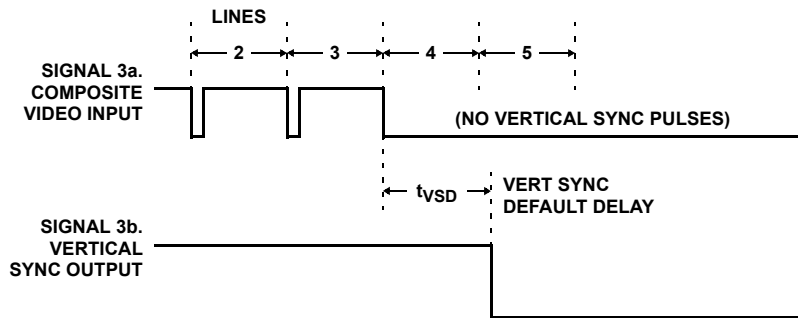 LINES
2 3 4 5
SIGNAL 3a.
COMPOSITE
VIDEO INPUT
(NO VERTICAL SYNC PULSES)
tVSD
VERT SYNC
DEFAULT DELAY
SIGNAL 3b.
VERTICAL
SYNC OUTPUT